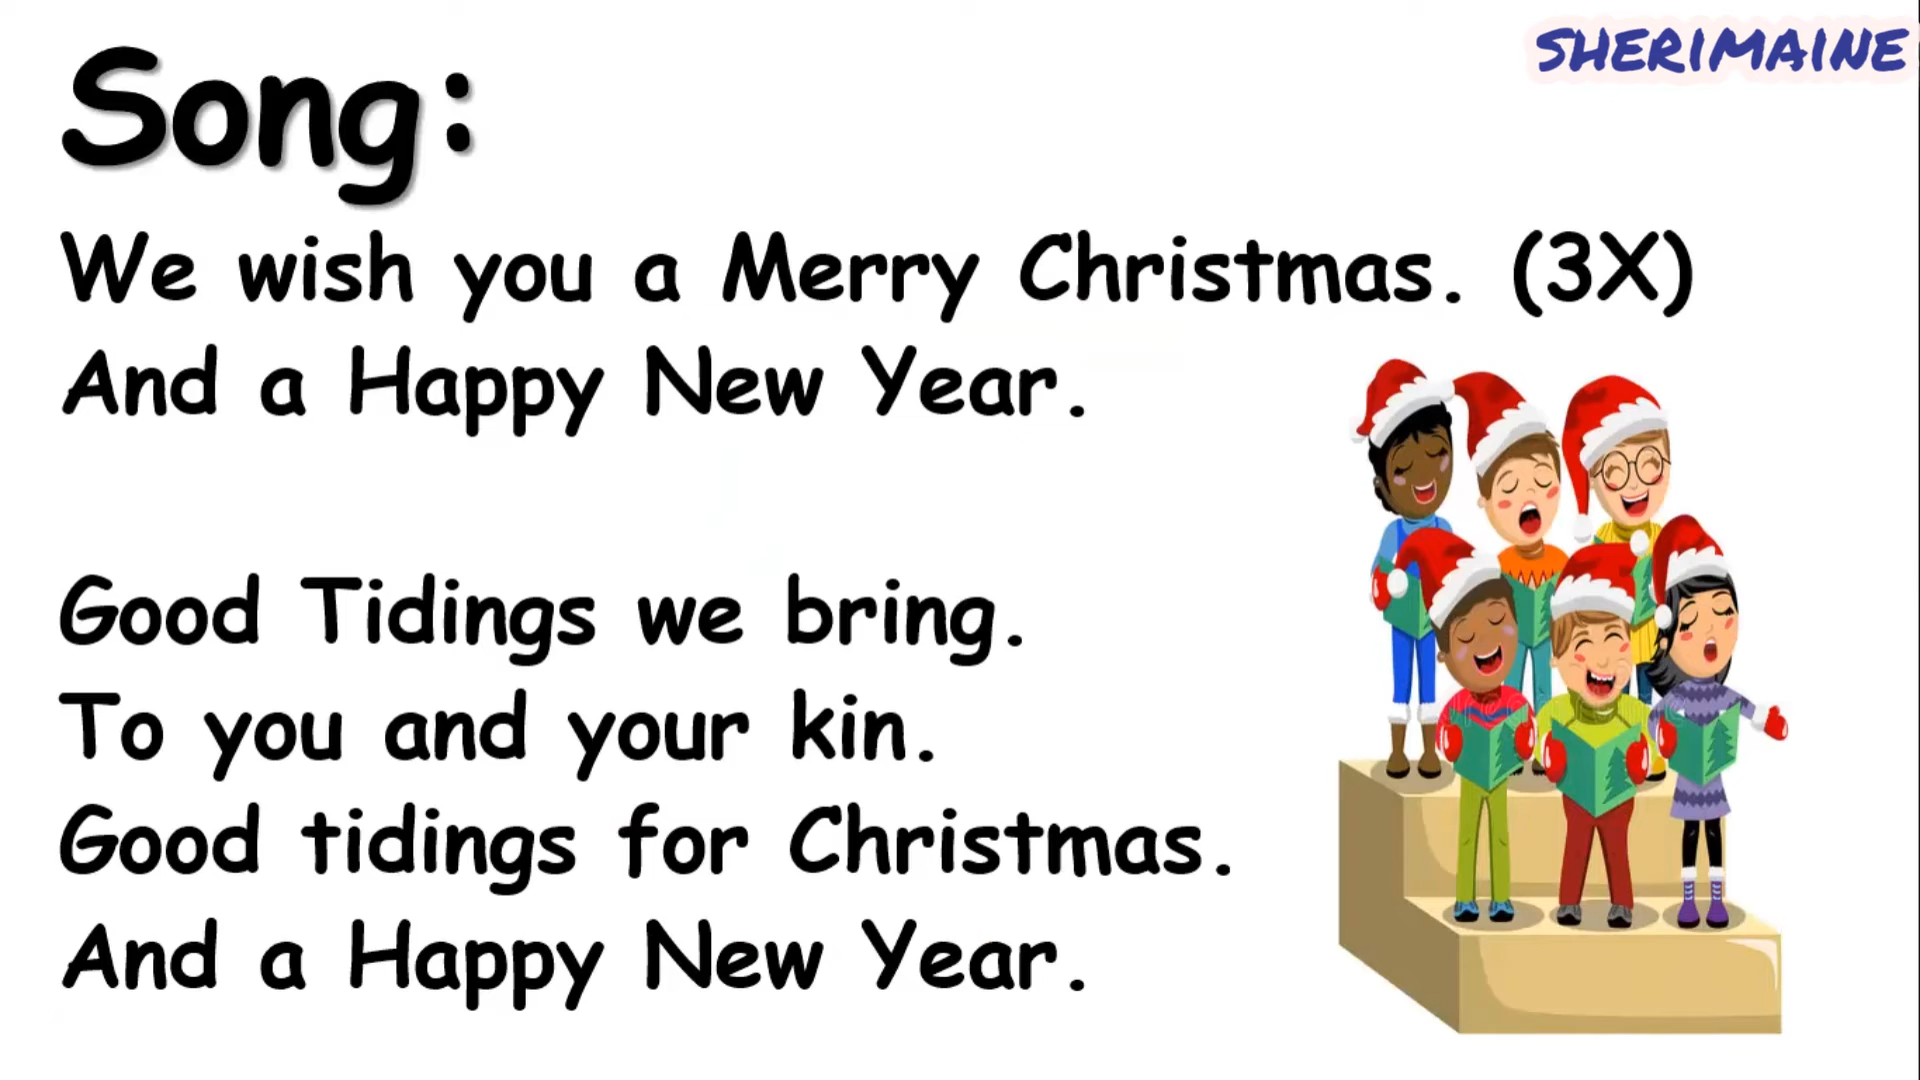 SHERIMAINE
Song:
We wish you a Merry Christmas. (3X)
And a Happy New Year.
Good Tidings we bring.
To you and your kin.
Good tidings for Christmas.
And a Happy New Year.